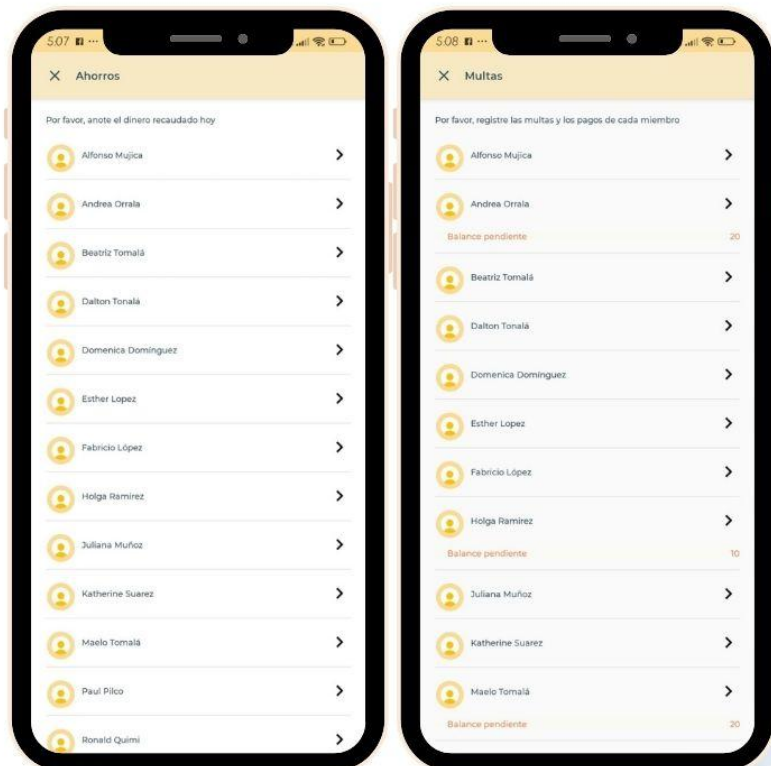 5:07
Ahorros
Por favor, anote el dinero recaudado hoy
Alfonso Mujica
Andrea Orrala
Beatriz Tomalá
Dalton Tonalá
Domenica Domínguez
Esther Lopez
Fabricio López
Holga Ramirez
Juliana Muñoz
Katherine Suarez
Maelo Tomalá
Paul Pilco
Ronald Quimi
5:08
Multas
Por favor, registre las multas y los pagos de cada miembro
Alfonso Mujica
Andrea Orrala
Balance pendiente 20
Beatriz Tomalá
Dalton Tonalá
Domenica Domínguez
Esther Lopez
Fabricio López
Holga Ramirez
Balance pendiente 10
Juliana Muñoz
Katherine Suarez
Maelo Tomalá
Balance pendiente 20